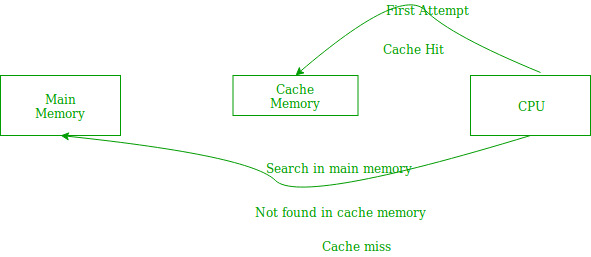 First Attempt
Cache Hit
Main
Memory
Cache
Memory
CPU
Search in main memory
Not found in cache memory
Cache miss